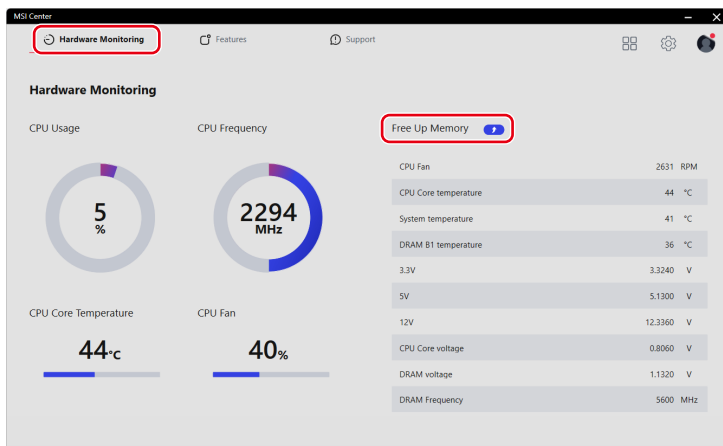 MSI Center
Hardware Monitoring
Features
Support
Hardware Monitoring
CPU Usage
CPU Frequency
Free Up Memory
5
%
2294
MHz
CPU Core Temperature
CPU Fan
44°C
40%
CPU Fan 2631 RPM
CPU Core temperature 44 °C
System temperature 41 °C
DRAM B1 temperature 36 °C
3.3V 3.3240 V
5V 5.1300 V
12V 12.3360 V
CPU Core voltage 0.8060 V
DRAM voltage 1.1320 V
DRAM Frequency 5600 MHz